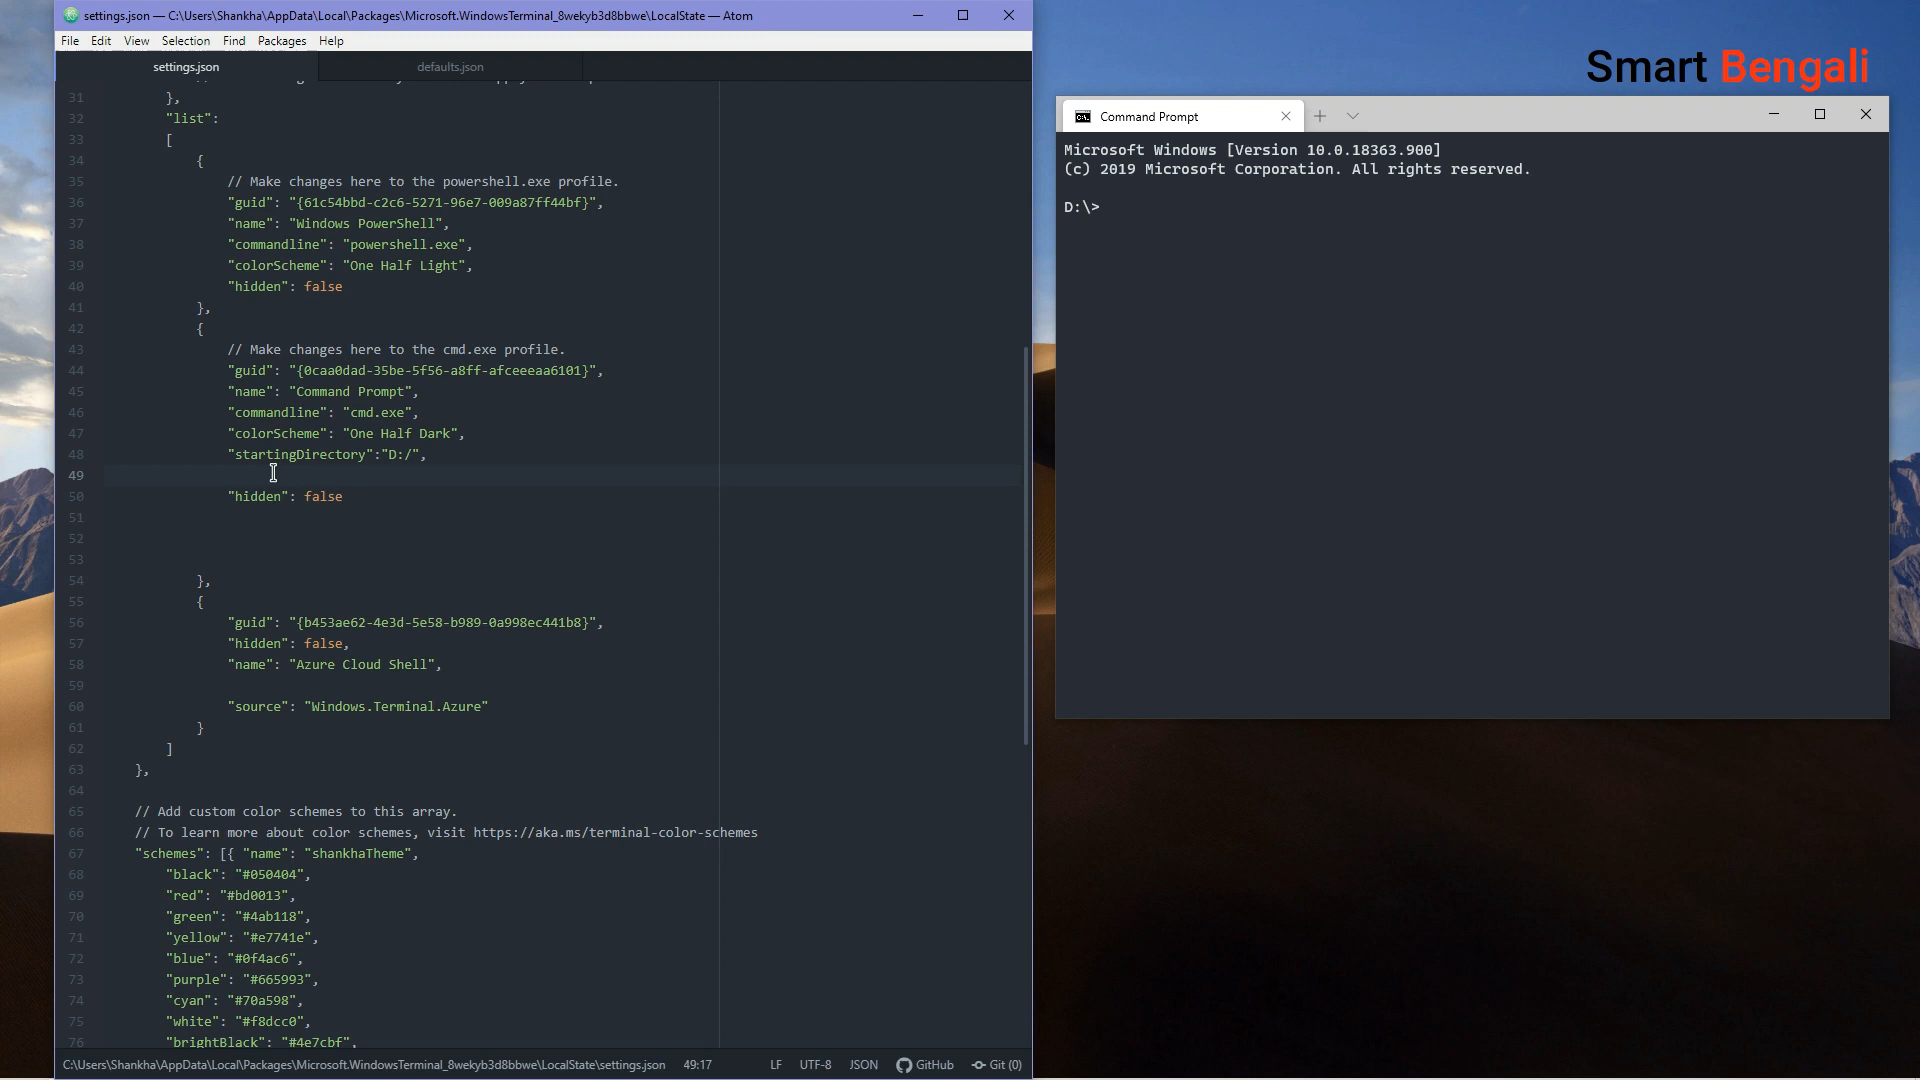 settings.json — C:\Users\Shankha\AppData\Local\Packages\Microsoft.WindowsTerminal_8wekyb3d8bbwe\LocalState — Atom
File Edit View Selection Find Packages Help
settings.json defaults.json
31 },
32 "list":
33 [
34 {
35 // Make changes here to the powershell.exe profile.
36 "guid": "{61c54bbd-c2c6-5271-96e7-009a87ff44bf}",
37 "name": "Windows PowerShell",
38 "commandline": "powershell.exe",
39 "colorScheme": "One Half Light",
40 "hidden": false
41 },
42 {
43 // Make changes here to the cmd.exe profile.
44 "guid": "{0caa0dad-35be-5f56-a8ff-afceeeaa6101}",
45 "name": "Command Prompt",
46 "commandline": "cmd.exe",
47 "colorScheme": "One Half Dark",
48 "startingDirectory":"D:/",
49
50 "hidden": false
51
52
53
54 },
55 {
56 "guid": "{b453ae62-4e3d-5e58-b989-0a998ec441b8}",
57 "hidden": false,
58 "name": "Azure Cloud Shell",
59
60 "source": "Windows.Terminal.Azure"
61 }
62 ]
63 },
64
65 // Add custom color schemes to this array.
66 // To learn more about color schemes, visit https://aka.ms/terminal-color-schemes
67 "schemes": [{ "name": "shankhaTheme",
68 "black": "#050404",
69 "red": "#bd0013",
70 "green": "#4ab118",
71 "yellow": "#e7741e",
72 "blue": "#0f4ac6",
73 "purple": "#665993",
74 "cyan": "#70a598",
75 "white": "#f8dcc0",
76 "brightBlack": "#4e7cbf",
C:\Users\Shankha\AppData\Local\Packages\Microsoft.WindowsTerminal_8wekyb3d8bbwe\LocalState\settings.json 49:17 LF UTF-8 JSON GitHub Git (0)
Smart Bengali
Command Prompt
Microsoft Windows [Version 10.0.18363.900]
(c) 2019 Microsoft Corporation. All rights reserved.
D:\>